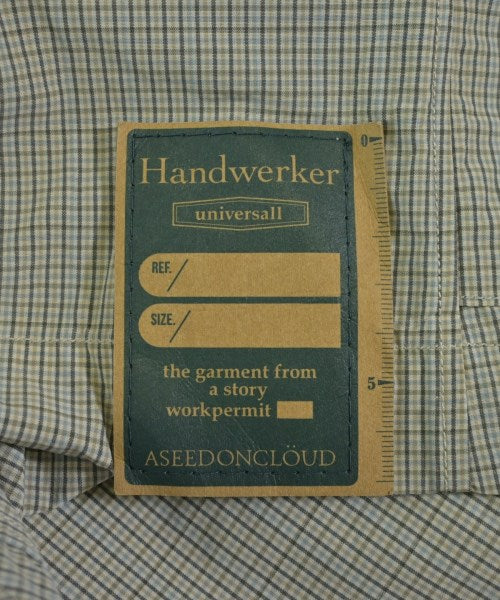 0
Handwerker
universall
REF./
SIZE./
the garment from
a story
5
workpermit
ASEEDONCLÖUD